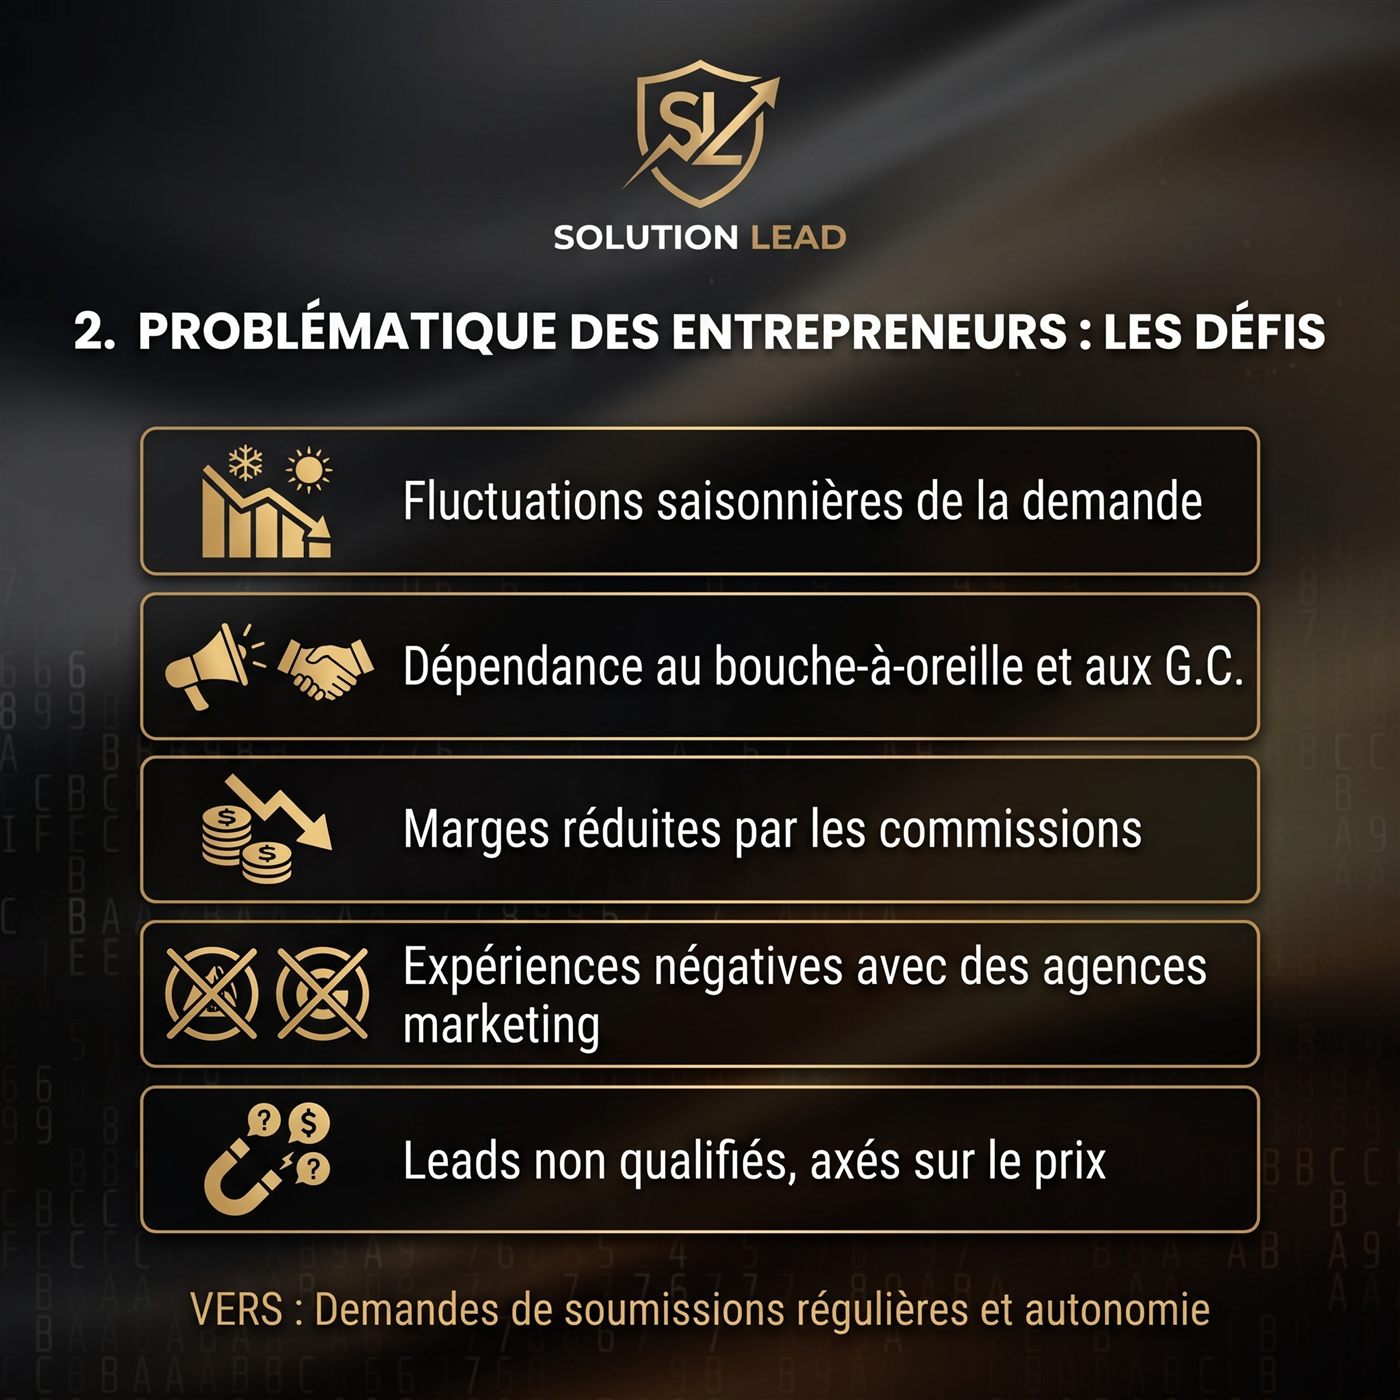 SL
SOLUTION LEAD
2. PROBLÉMATIQUE DES ENTREPRENEURS : LES DÉFIS
Fluctuations saisonnières de la demande
Dépendance au bouche-à-oreille et aux G.C.
$
$
Marges réduites par les commissions
Expériences négatives avec des agences
marketing
? $
?
Leads non qualifiés, axés sur le prix
VERS : Demandes de soumissions régulières et autonomie